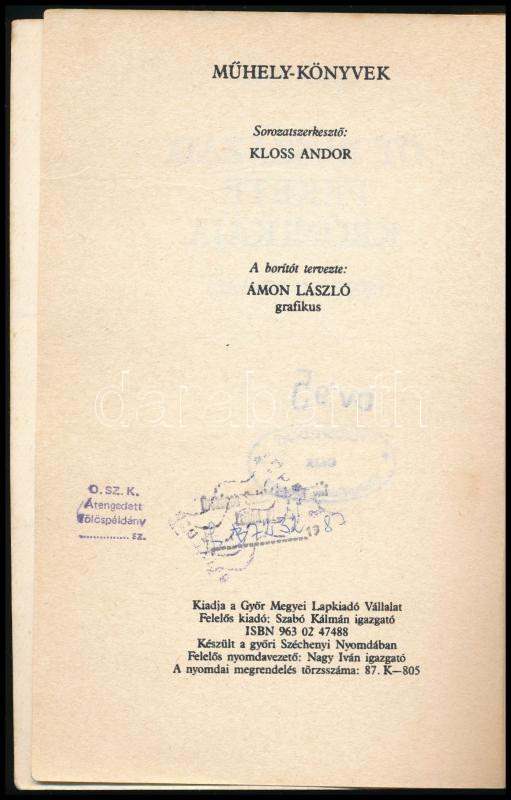 MŰHELY-KÖNYVEK
Sorozatszerkesztő:
KLOSS ANDOR
A borítót tervezte:
ÁMON LÁSZLÓ
grafikus
darabanth
O. SZ. K.
Átengedett
fölöspéldány
sz.
19
Kiadja a Győr Megyei Lapkiadó Vállalat
Felelős kiadó: Szabó Kálmán igazgató
ISBN 963 02 47488
Készült a győri Széchenyi Nyomdában
Felelős nyomdavezető: Nagy Iván igazgató
A nyomdai megrendelés törzsszáma: 87. K—805